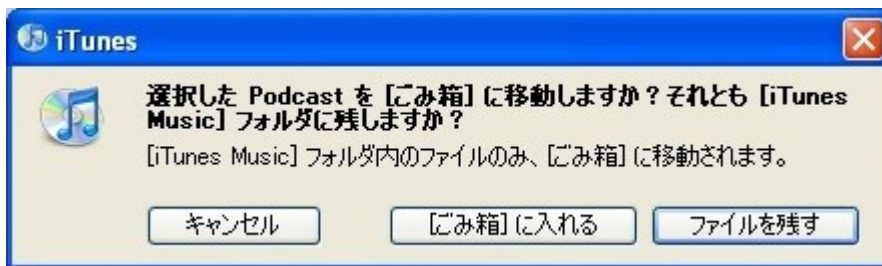 iTunes
選択した Podcast を [ごみ箱] に移動しますか？それとも [iTunes
Music] フォルダに残しますか？
[iTunes Music] フォルダ内のファイルのみ、[ごみ箱] に移動されます。
キャンセル
[ごみ箱] に入れる
ファイルを残す